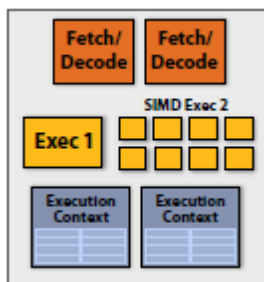 Fetch/
Decode
Fetch/
Decode
SIMD Exec 2
Exec 1
Execution
Context
Execution
Context